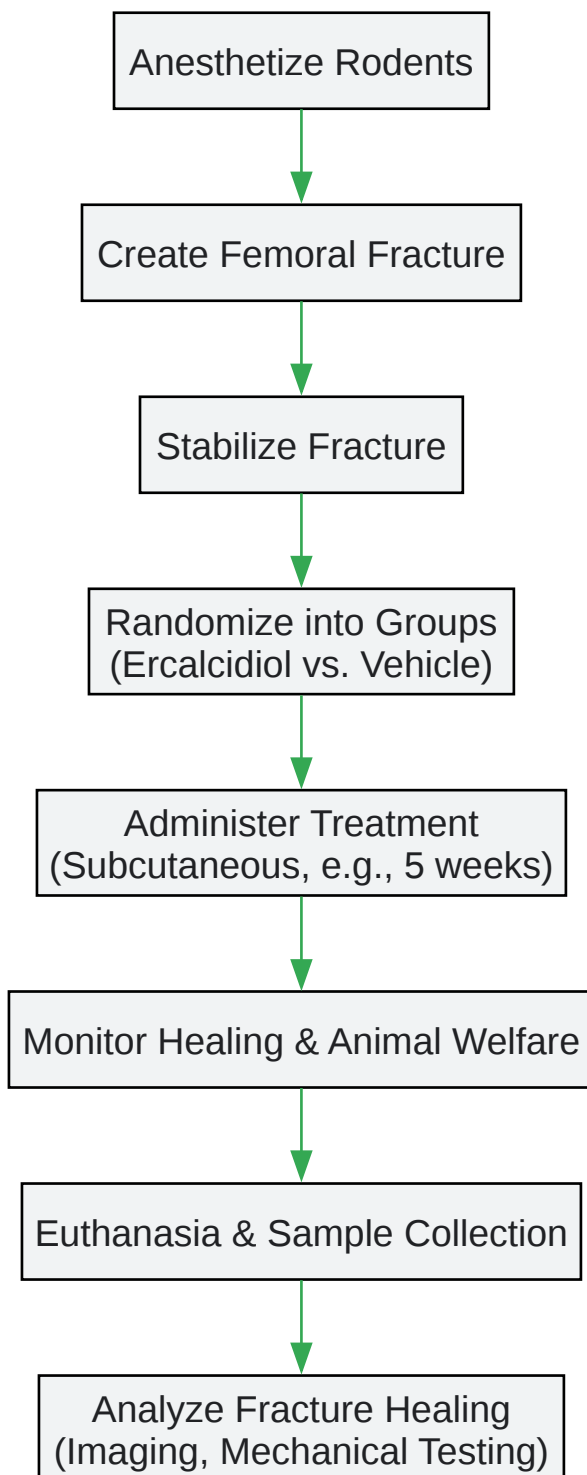 Anesthetize Rodents
Create Femoral Fracture
Stabilize Fracture
Randomize into Groups
(Ercalcidiol vs. Vehicle)
Administer Treatment
(Subcutaneous, e.g., 5 weeks)
Monitor Healing & Animal Welfare
Euthanasia & Sample Collection
Analyze Fracture Healing
(Imaging, Mechanical Testing)